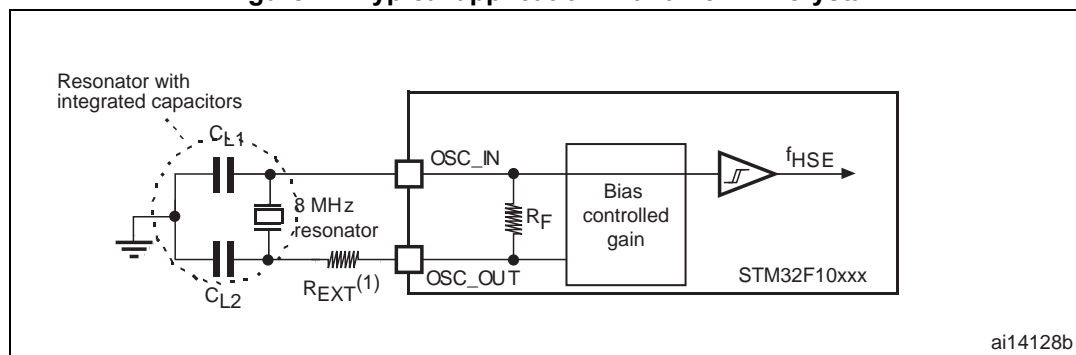 Resonator with
integrated capacitors
CL1
OSC_IN
fHSE
8 MHz
resonator
RF
Bias
controlled
gain
REXT(1)
OSC_OUT
STM32F10xxx
CL2
ai14128b